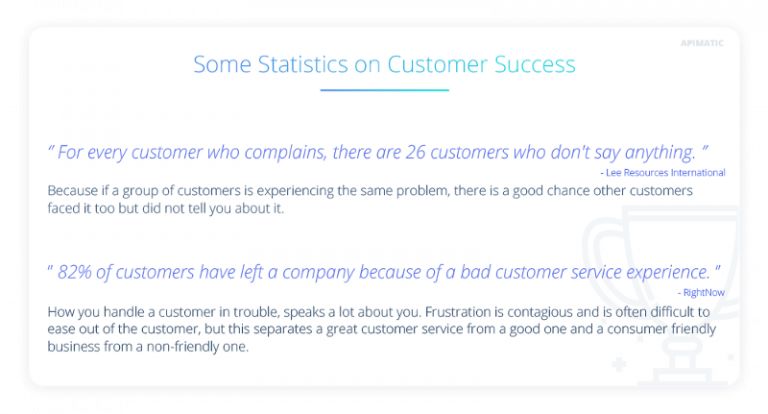 APIMATIC
Some Statistics on Customer Success
" For every customer who complains, there are 26 customers who don't say anything. "
- Lee Resources International
Because if a group of customers is experiencing the same problem, there is a good chance other customers
faced it too but did not tell you about it.
" 82% of customers have left a company because of a bad customer service experience. "
- RightNow
How you handle a customer in trouble, speaks a lot about you. Frustration is contagious and is often difficult to
ease out of the customer, but this separates a great customer service from a good one and a consumer friendly
business from a non-friendly one.